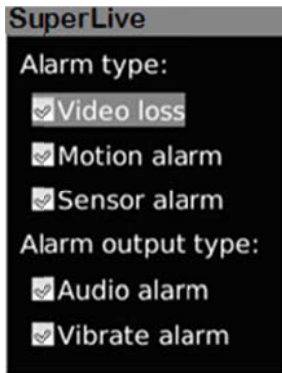 SuperLive
Alarm type:
Video loss
Motion alarm
Sensor alarm
Alarm output type:
Audio alarm
Vibrate alarm